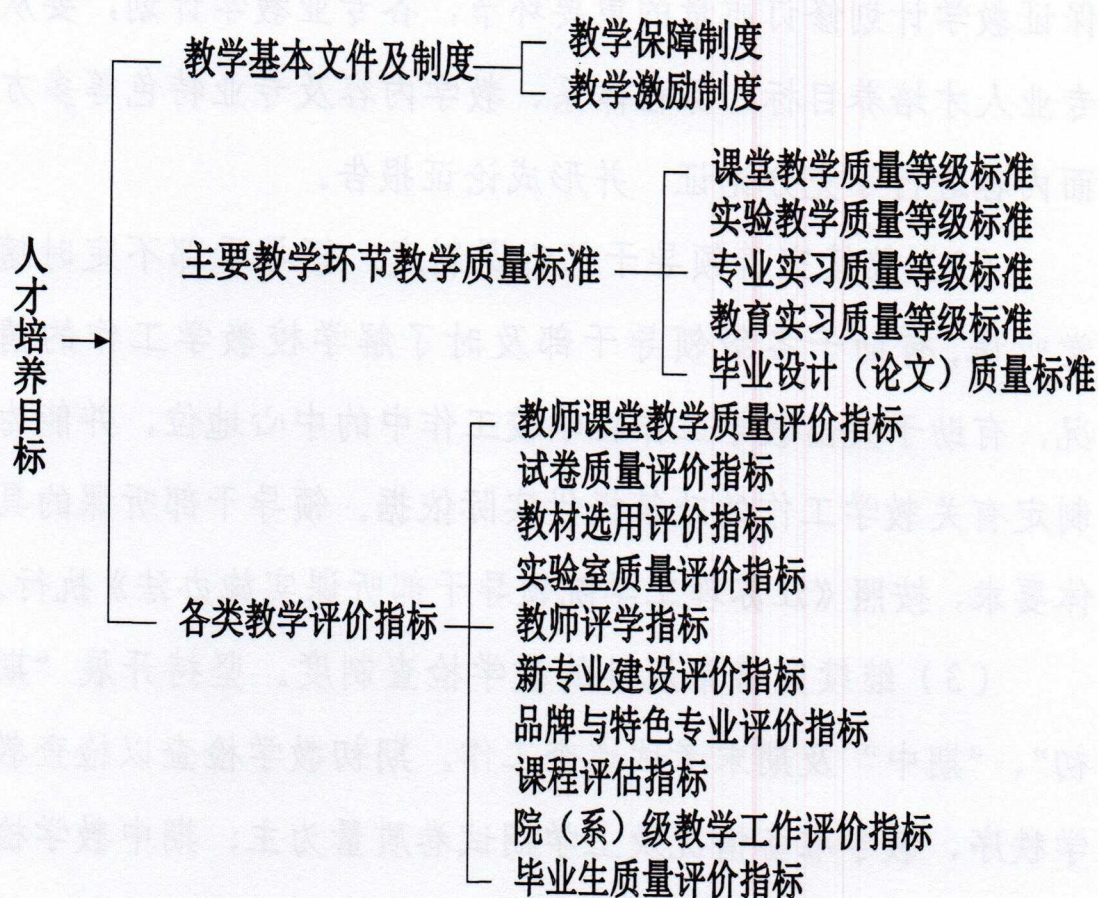 教学基本文件及制度
教学保障制度
教学激励制度
人才培养目标
主要教学环节教学质量标准
课堂教学质量等级标准
实验教学质量等级标准
专业实习质量等级标准
教育实习质量等级标准
毕业设计（论文）质量标准
各类教学评价指标
教师课堂教学质量评价指标
试卷质量评价指标
教材选用评价指标
实验室质量评价指标
教师评学指标
新专业建设评价指标
品牌与特色专业评价指标
课程评估指标
院（系）级教学工作评价指标
毕业生质量评价指标